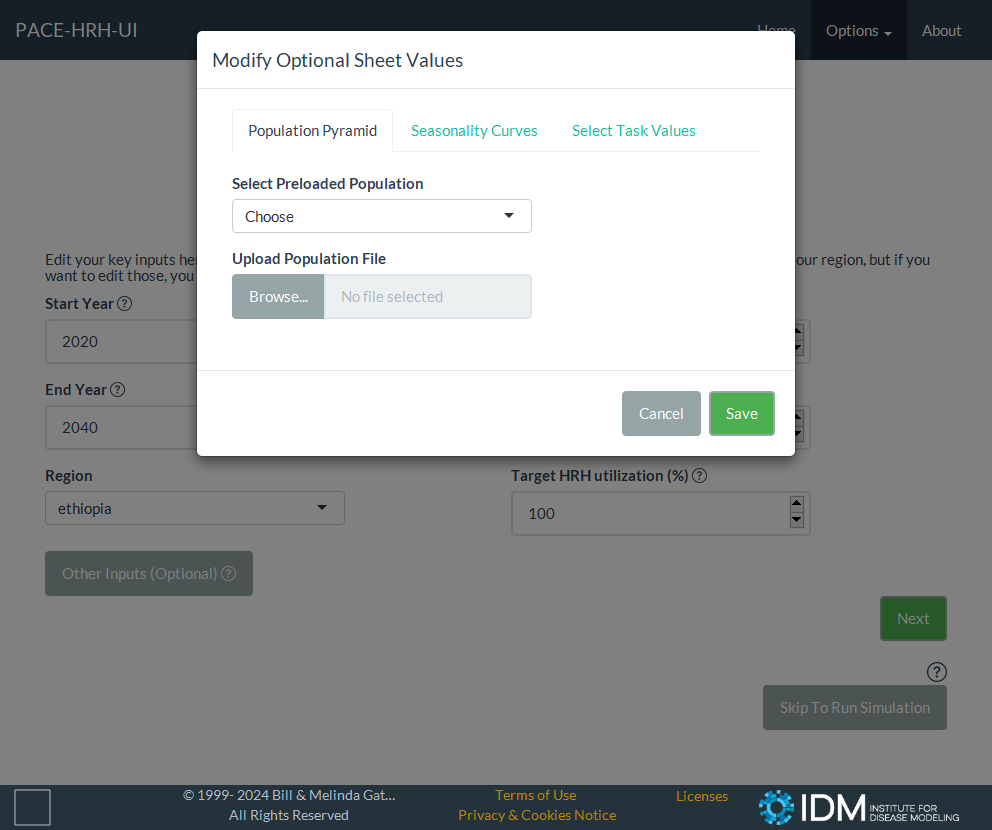 PACE-HRH-UI
Home
Options
About
Modify Optional Sheet Values
Population Pyramid
Seasonality Curves
Select Task Values
Select Preloaded Population
Choose
Upload Population File
Browse...
No file selected
Cancel
Save
Edit your key inputs
our region, but if you
want to edit those, you
Start Year ?
2020
End Year ?
2040
Region
ethiopia
Target HRH utilization (%) ?
100
Other Inputs (Optional) ?
Next
?
Skip To Run Simulation
© 1999- 2024 Bill & Melinda Gat...
All Rights Reserved
Terms of Use
Privacy & Cookies Notice
Licenses
IDM
INSTITUTE FOR
DISEASE MODELING